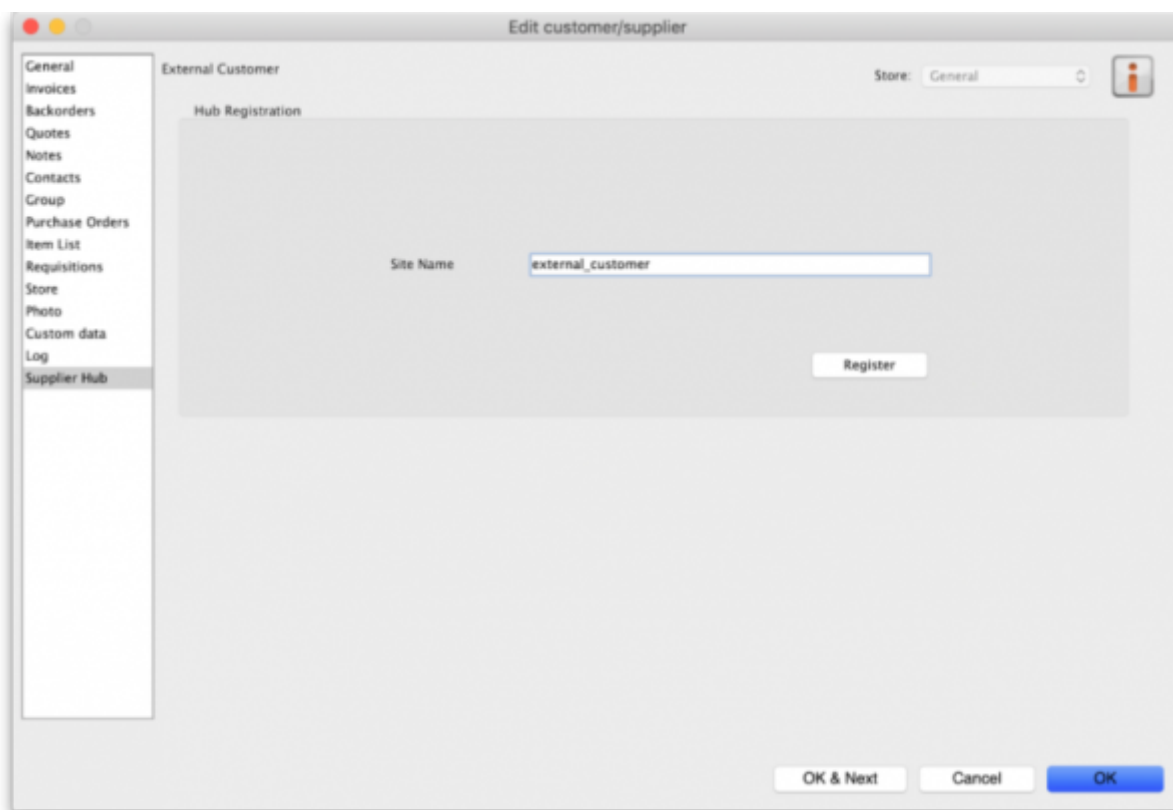 Edit customer/supplier
General
Invoices
Backorders
Quotes
Notes
Contacts
Group
Purchase Orders
Item List
Requisitions
Store
Photo
Custom data
Log
Supplier Hub
External Customer
Store: General
Hub Registration
Site Name external_customer
Register
OK & Next Cancel OK